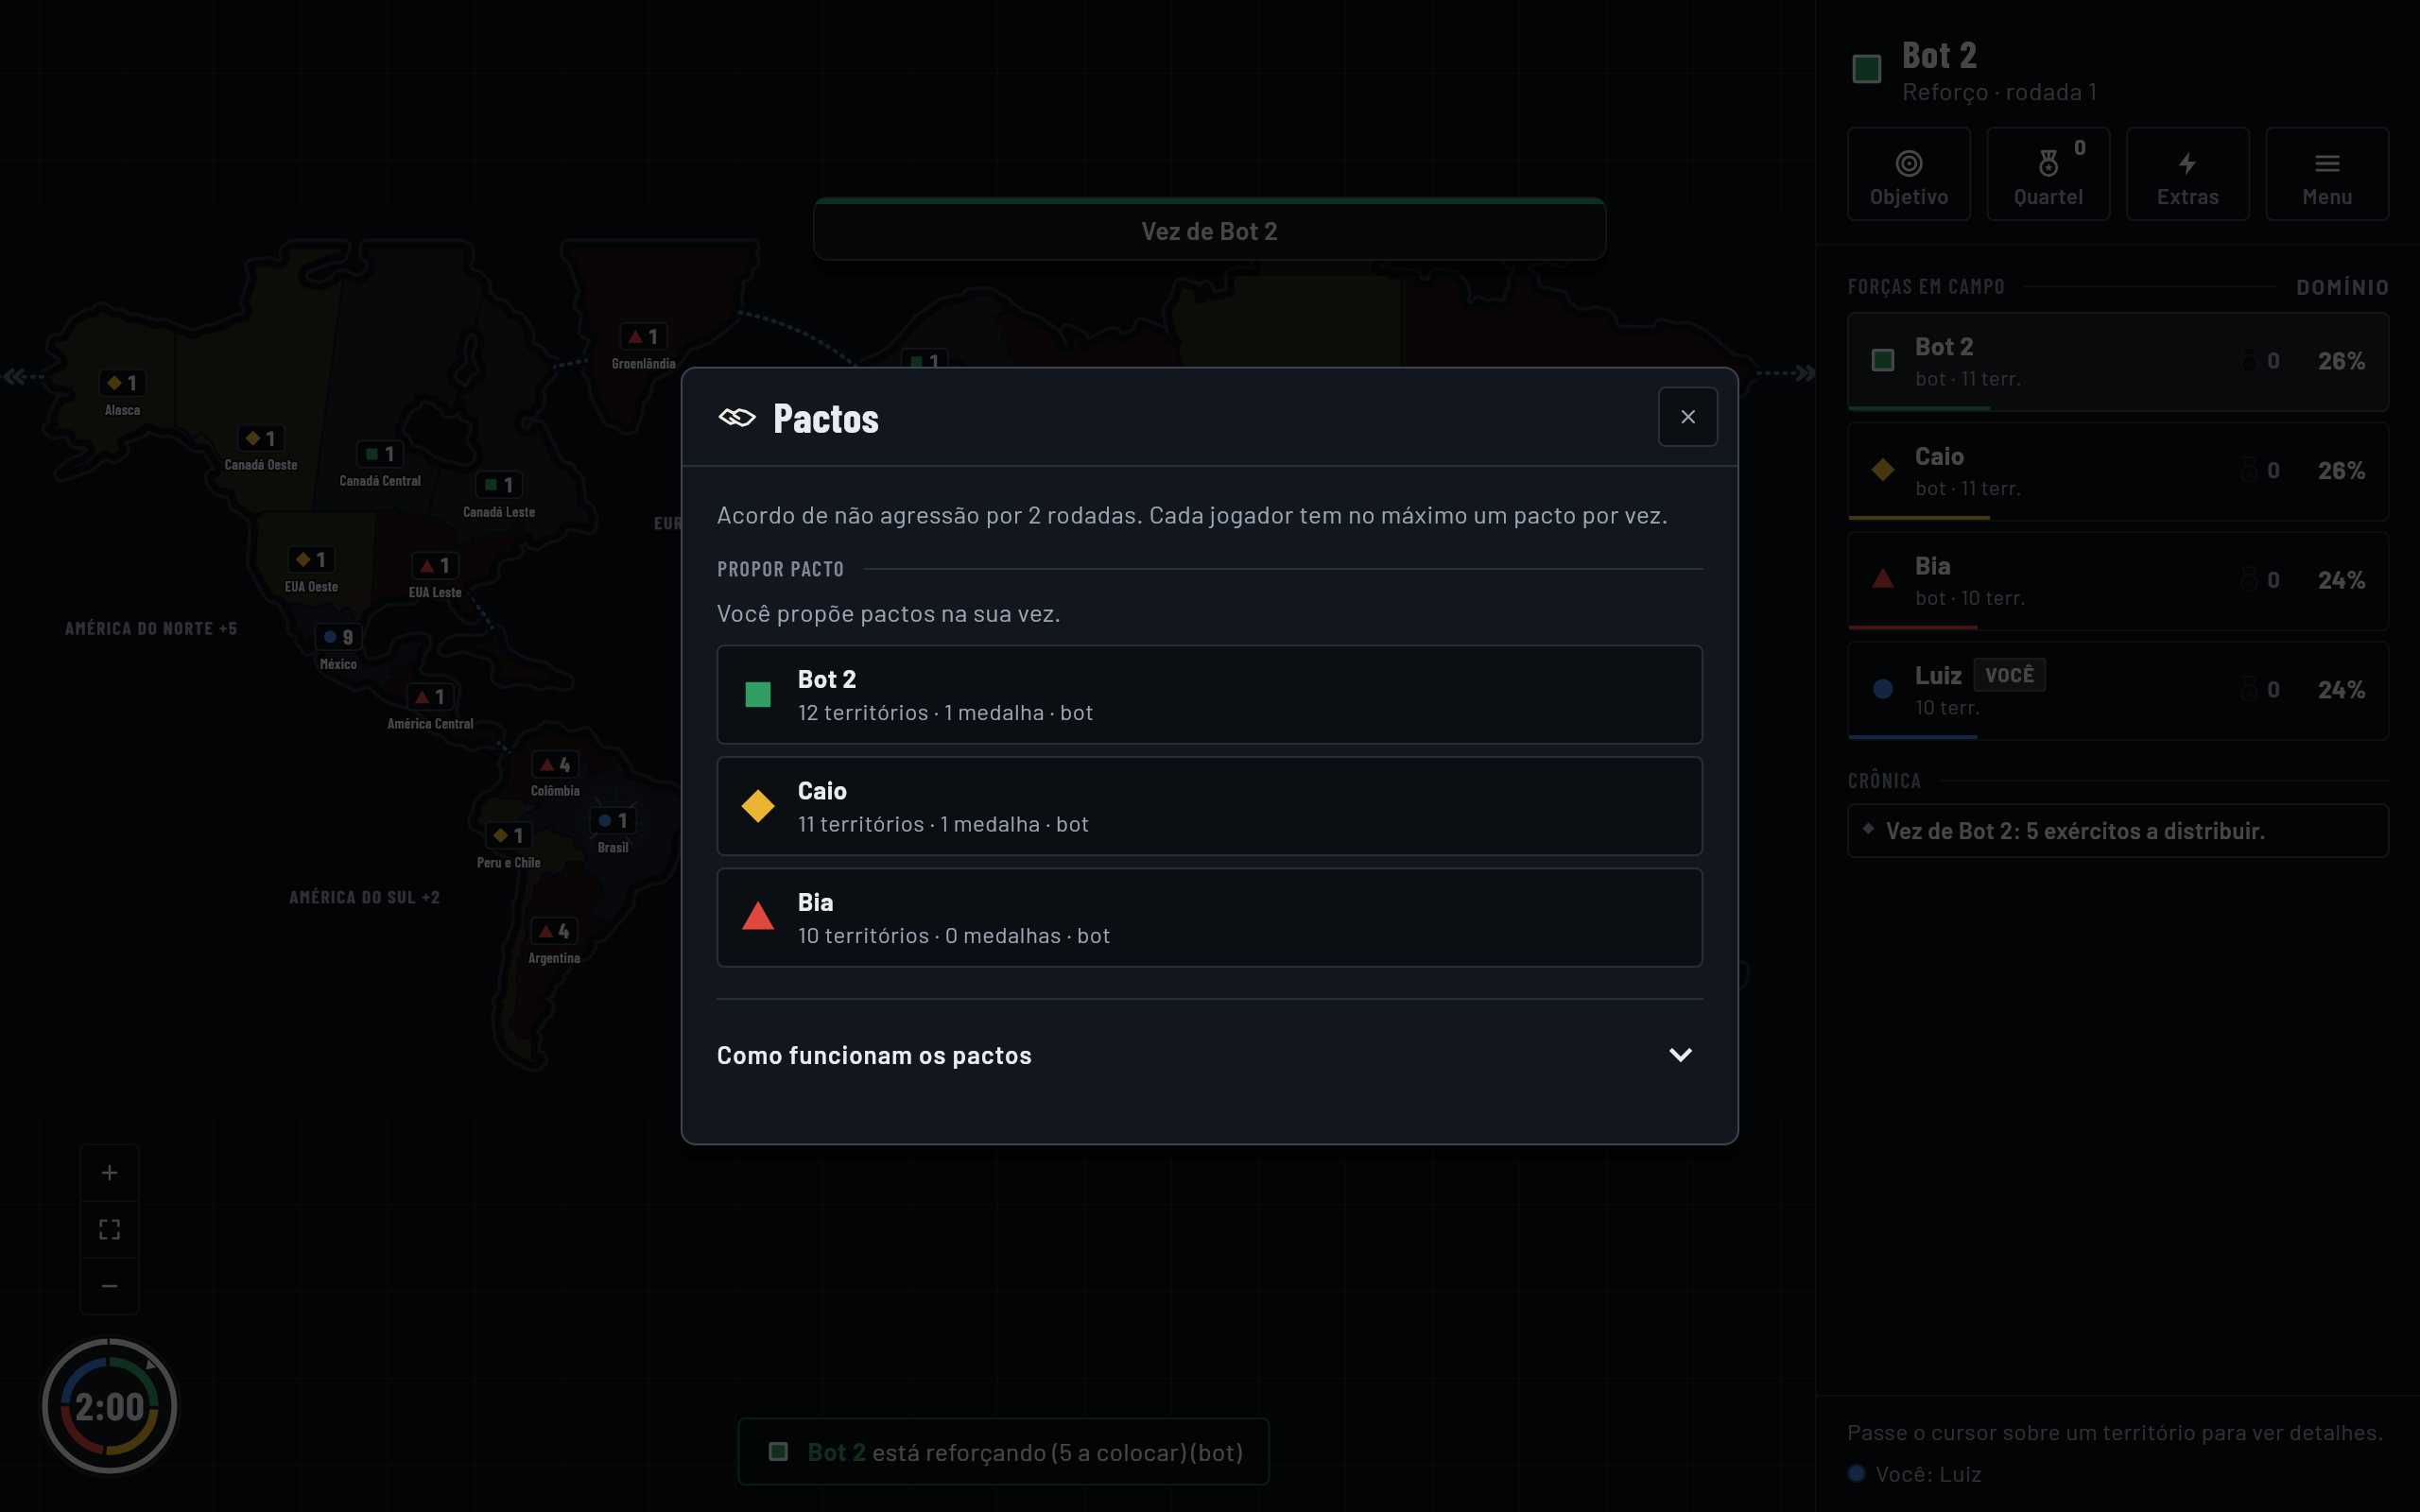 Bot 2
Reforço · rodada 1
Objetivo
0
Quartel
Extras
Menu
Vez de Bot 2
FORÇAS EM CAMPO
DOMÍNIO
Bot 2
bot · 11 terr.
0
26%
Caio
bot · 11 terr.
0
26%
Bia
bot · 10 terr.
0
24%
Luiz
VOCÊ
10 terr.
0
24%
CRÔNICA
Vez de Bot 2: 5 exércitos a distribuir.
1
Groenlândia
1
1
Alasca
1
Canadá Oeste
1
Canadá Central
1
Canadá Leste
EUR
1
EUA Oeste
1
EUA Leste
AMÉRICA DO NORTE +5
9
México
1
América Central
4
Colômbia
1
Brasil
1
Peru e Chile
AMÉRICA DO SUL +2
4
Argentina
Pactos
Acordo de não agressão por 2 rodadas. Cada jogador tem no máximo um pacto por vez.
PROPOR PACTO
Você propõe pactos na sua vez.
Bot 2
12 territórios · 1 medalha · bot
Caio
11 territórios · 1 medalha · bot
Bia
10 territórios · 0 medalhas · bot
Como funcionam os pactos
2:00
Bot 2 está reforçando (5 a colocar) (bot)
Passe o cursor sobre um território para ver detalhes.
Você: Luiz